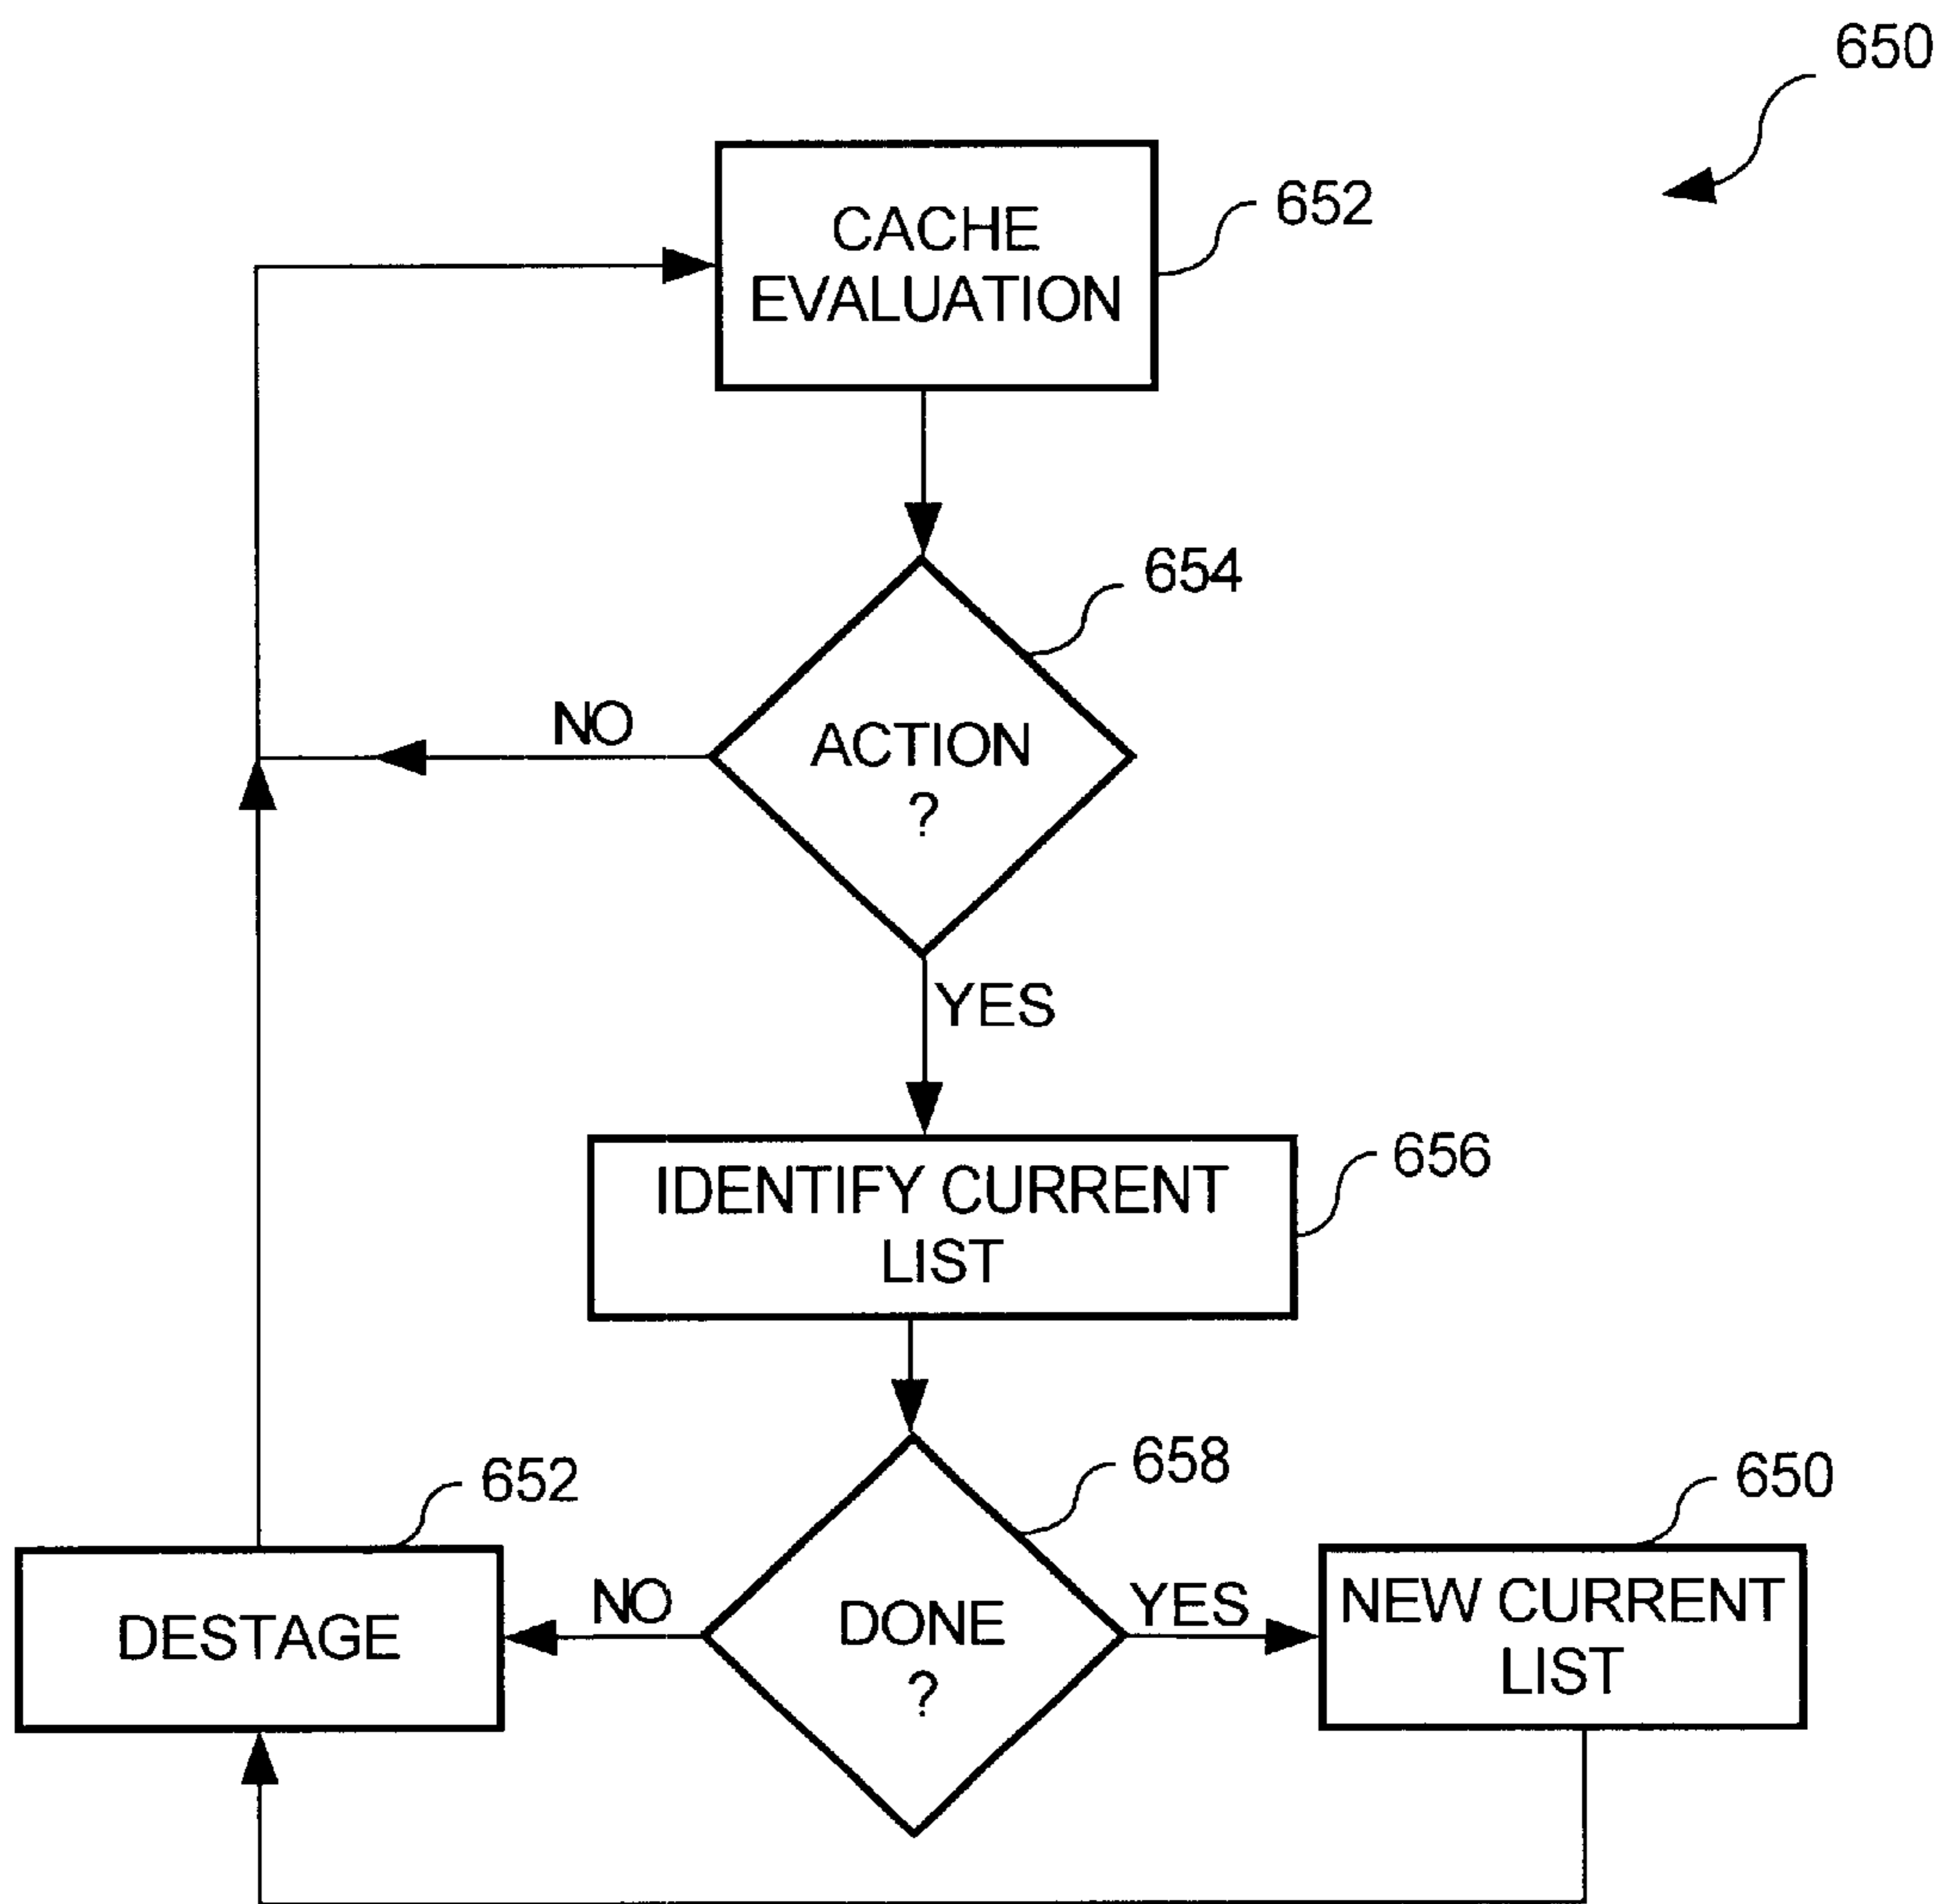 650
CACHE
EVALUATION
652
654
NO
ACTION
?
YES
656
IDENTIFY CURRENT
LIST
658
652
650
DESTAGE
NO
DONE
?
YES
NEW CURRENT
LIST